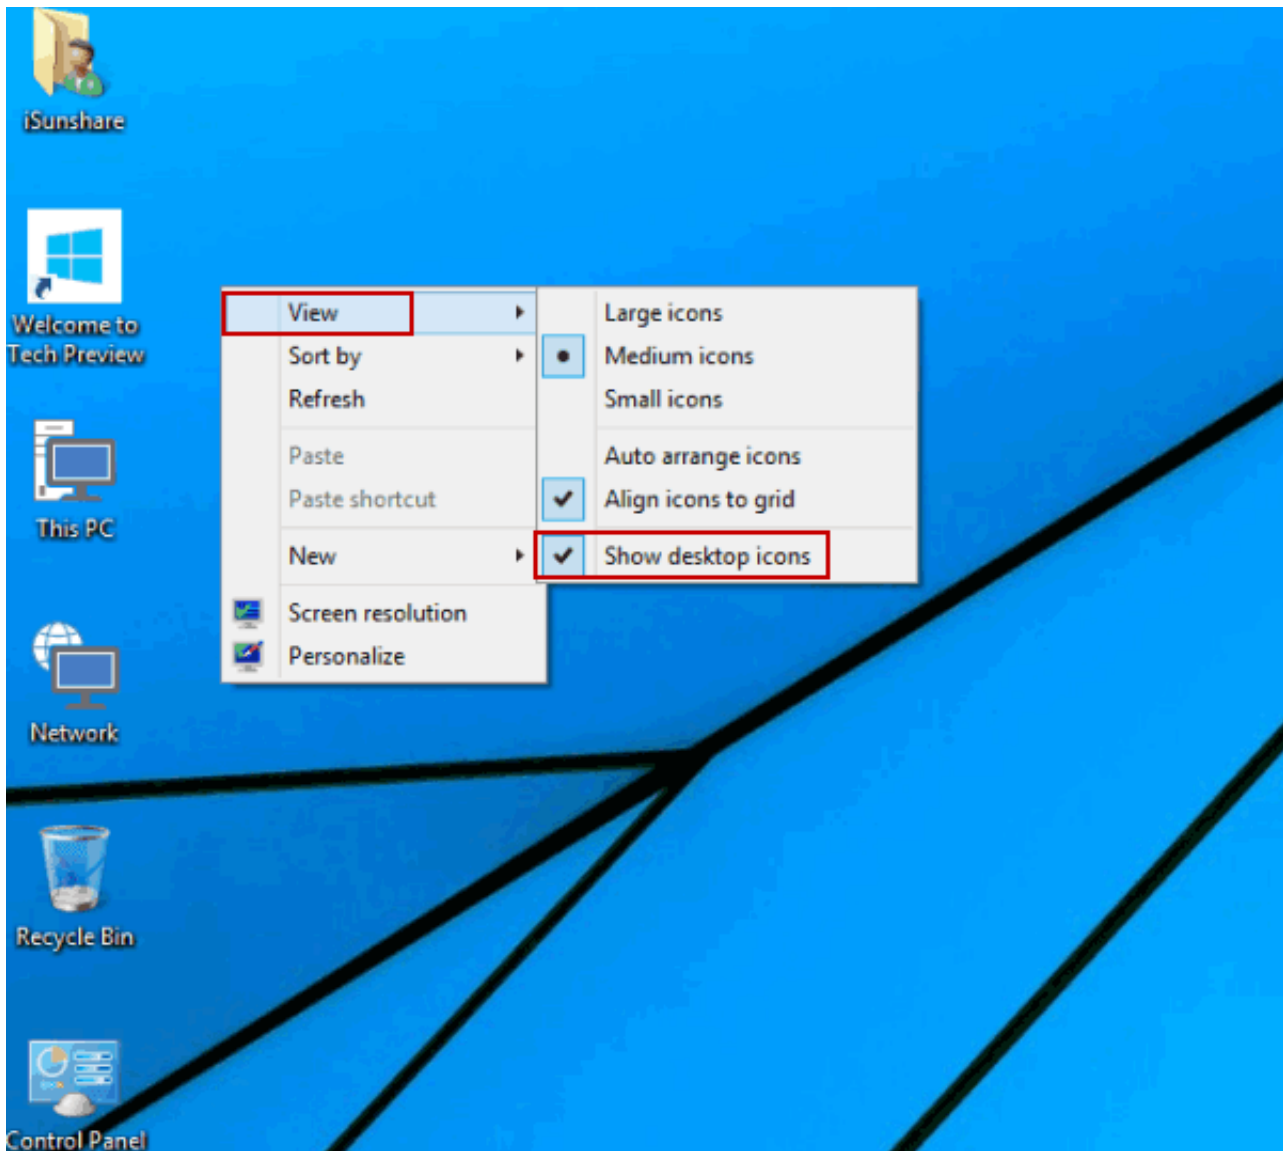 iSunshare
Welcome to
Tech Preview
This PC
Network
Recycle Bin
Control Panel
View
Sort by
Refresh
Paste
Paste shortcut
New
Screen resolution
Personalize
Large icons
Medium icons
Small icons
Auto arrange icons
Align icons to grid
Show desktop icons